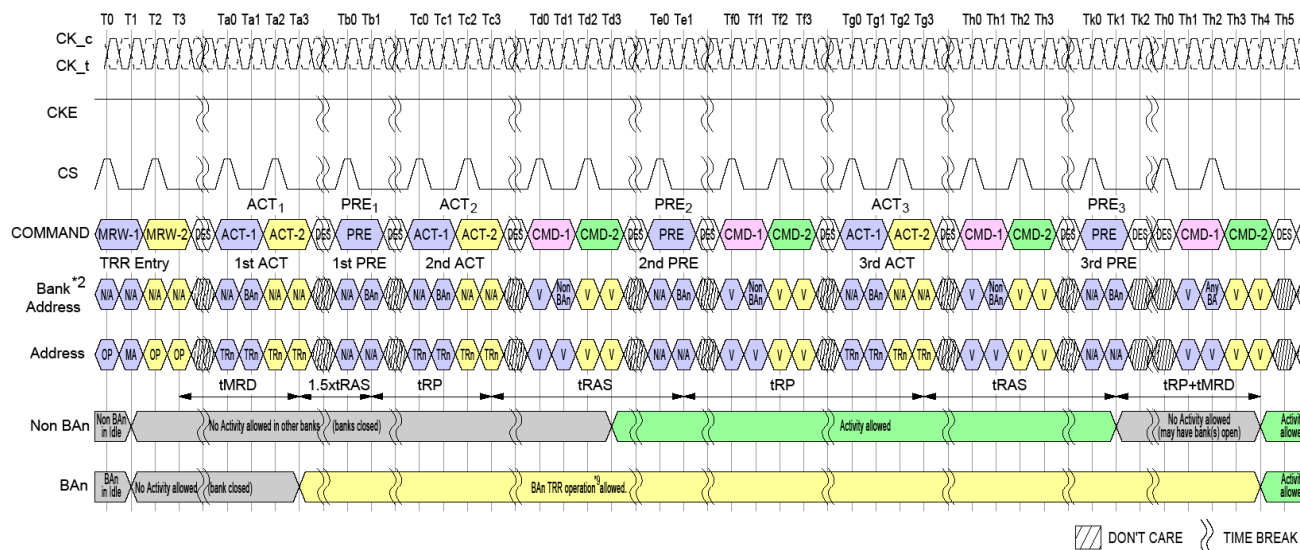 T0 T1 T2 T3 Ta0 Ta1 Ta2 Ta3 Tb0 Tb1 Tc0 Tc1 Tc2 Tc3 Td0 Td1 Td2 Td3 Te0 Te1 Tf0 Tf1 Tf2 Tf3 Tg0 Tg1 Tg2 Tg3 Th0 Th1 Th2 Th3 Tk0 Tk1 Tk2 Th0 Th1 Th2 Th3 Th4 Th5
CK_c
CK_t
CKE
CS
ACT1 PRE1 ACT2 PRE2 ACT3 PRE3
COMMAND MRW-1 MRW-2 DES ACT-1 ACT-2 DES PRE DES ACT-1 ACT-2 DES CMD-1 CMD-2 DES PRE DES CMD-1 CMD-2 DES ACT-1 ACT-2 DES CMD-1 CMD-2 DES PRE DES DES CMD-1 CMD-2 DES
TRR Entry 1st ACT 1st PRE 2nd ACT 2nd PRE 3rd ACT 3rd PRE
Bank*2 Address N/A N/A N/A N/A N/A BAn N/A N/A N/A BAn N/A BAn N/A N/A V Non BAn V V N/A BAn V Non BAn V V N/A BAn N/A N/A V Non BAn V V N/A BAn V Any BA V V
Address OP MA OP OP TRn TRn TRn TRn N/A N/A TRn TRn TRn TRn V V V V N/A N/A V V V V TRn TRn TRn TRn V V V V N/A N/A V V V V
tMRD 1.5xtRAS tRP tRAS tRP tRAS tRP+tMRD
Non BAn Non BAn in Idle No Activity allowed in other banks (banks closed) Activity allowed No Activity allowed (may have bank(s) open) Activi allowe
BAn BAn in Idle No Activity allowed (bank closed) BAn TRR operation*9 allowed. Activi allowe
DON'T CARE TIME BREAK